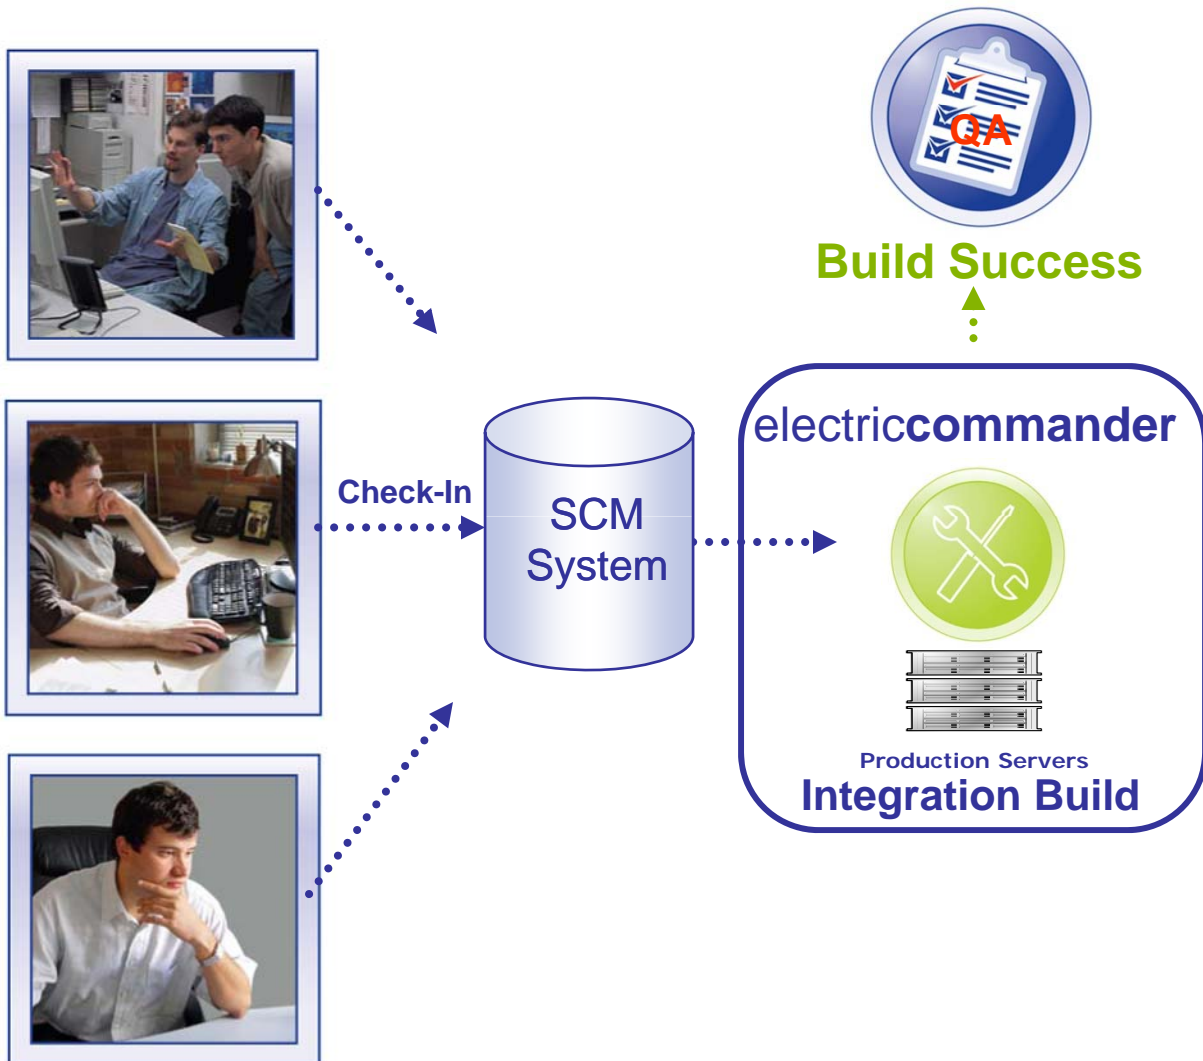 QA
Build Success
electriccommander
Check-In
SCM
System
Production Servers
Integration Build